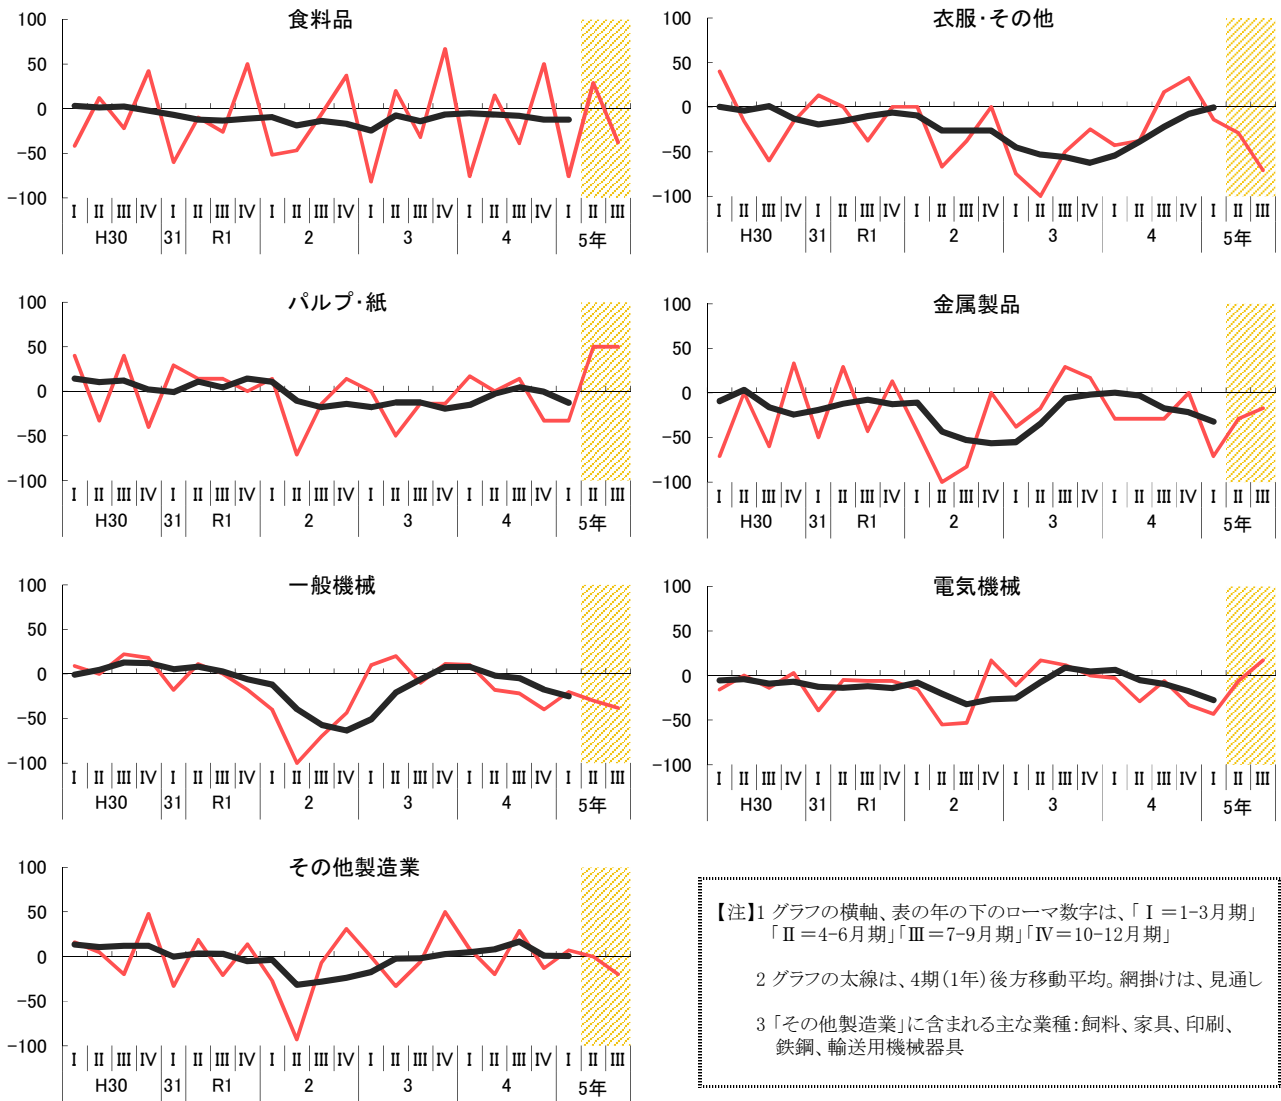 食料品
100
50
0
-50
-100
Ⅰ Ⅱ Ⅲ Ⅳ Ⅰ Ⅱ Ⅲ Ⅳ Ⅰ Ⅱ Ⅲ Ⅳ Ⅰ Ⅱ Ⅲ Ⅳ Ⅰ Ⅱ Ⅲ Ⅳ Ⅰ Ⅱ Ⅲ
H30 31 R1 2 3 4 5年
衣服・その他
100
50
0
-50
-100
Ⅰ Ⅱ Ⅲ Ⅳ Ⅰ Ⅱ Ⅲ Ⅳ Ⅰ Ⅱ Ⅲ Ⅳ Ⅰ Ⅱ Ⅲ Ⅳ Ⅰ Ⅱ Ⅲ Ⅳ Ⅰ Ⅱ Ⅲ
H30 31 R1 2 3 4 5年
パルプ・紙
100
50
0
-50
-100
Ⅰ Ⅱ Ⅲ Ⅳ Ⅰ Ⅱ Ⅲ Ⅳ Ⅰ Ⅱ Ⅲ Ⅳ Ⅰ Ⅱ Ⅲ Ⅳ Ⅰ Ⅱ Ⅲ Ⅳ Ⅰ Ⅱ Ⅲ
H30 31 R1 2 3 4 5年
金属製品
100
50
0
-50
-100
Ⅰ Ⅱ Ⅲ Ⅳ Ⅰ Ⅱ Ⅲ Ⅳ Ⅰ Ⅱ Ⅲ Ⅳ Ⅰ Ⅱ Ⅲ Ⅳ Ⅰ Ⅱ Ⅲ Ⅳ Ⅰ Ⅱ Ⅲ
H30 31 R1 2 3 4 5年
一般機械
100
50
0
-50
-100
Ⅰ Ⅱ Ⅲ Ⅳ Ⅰ Ⅱ Ⅲ Ⅳ Ⅰ Ⅱ Ⅲ Ⅳ Ⅰ Ⅱ Ⅲ Ⅳ Ⅰ Ⅱ Ⅲ Ⅳ Ⅰ Ⅱ Ⅲ
H30 31 R1 2 3 4 5年
電気機械
100
50
0
-50
-100
Ⅰ Ⅱ Ⅲ Ⅳ Ⅰ Ⅱ Ⅲ Ⅳ Ⅰ Ⅱ Ⅲ Ⅳ Ⅰ Ⅱ Ⅲ Ⅳ Ⅰ Ⅱ Ⅲ Ⅳ Ⅰ Ⅱ Ⅲ
H30 31 R1 2 3 4 5年
その他製造業
100
50
0
-50
-100
Ⅰ Ⅱ Ⅲ Ⅳ Ⅰ Ⅱ Ⅲ Ⅳ Ⅰ Ⅱ Ⅲ Ⅳ Ⅰ Ⅱ Ⅲ Ⅳ Ⅰ Ⅱ Ⅲ Ⅳ Ⅰ Ⅱ Ⅲ
H30 31 R1 2 3 4 5年
【注】1 グラフの横軸、表の年の下のローマ数字は、「Ⅰ=1-3月期」
「Ⅱ=4-6月期」「Ⅲ=7-9月期」「Ⅳ=10-12月期」
2 グラフの太線は、4期(1年)後方移動平均。網掛けは、見通し
3 「その他製造業」に含まれる主な業種:飼料、家具、印刷、
鉄鋼、輸送用機械器具